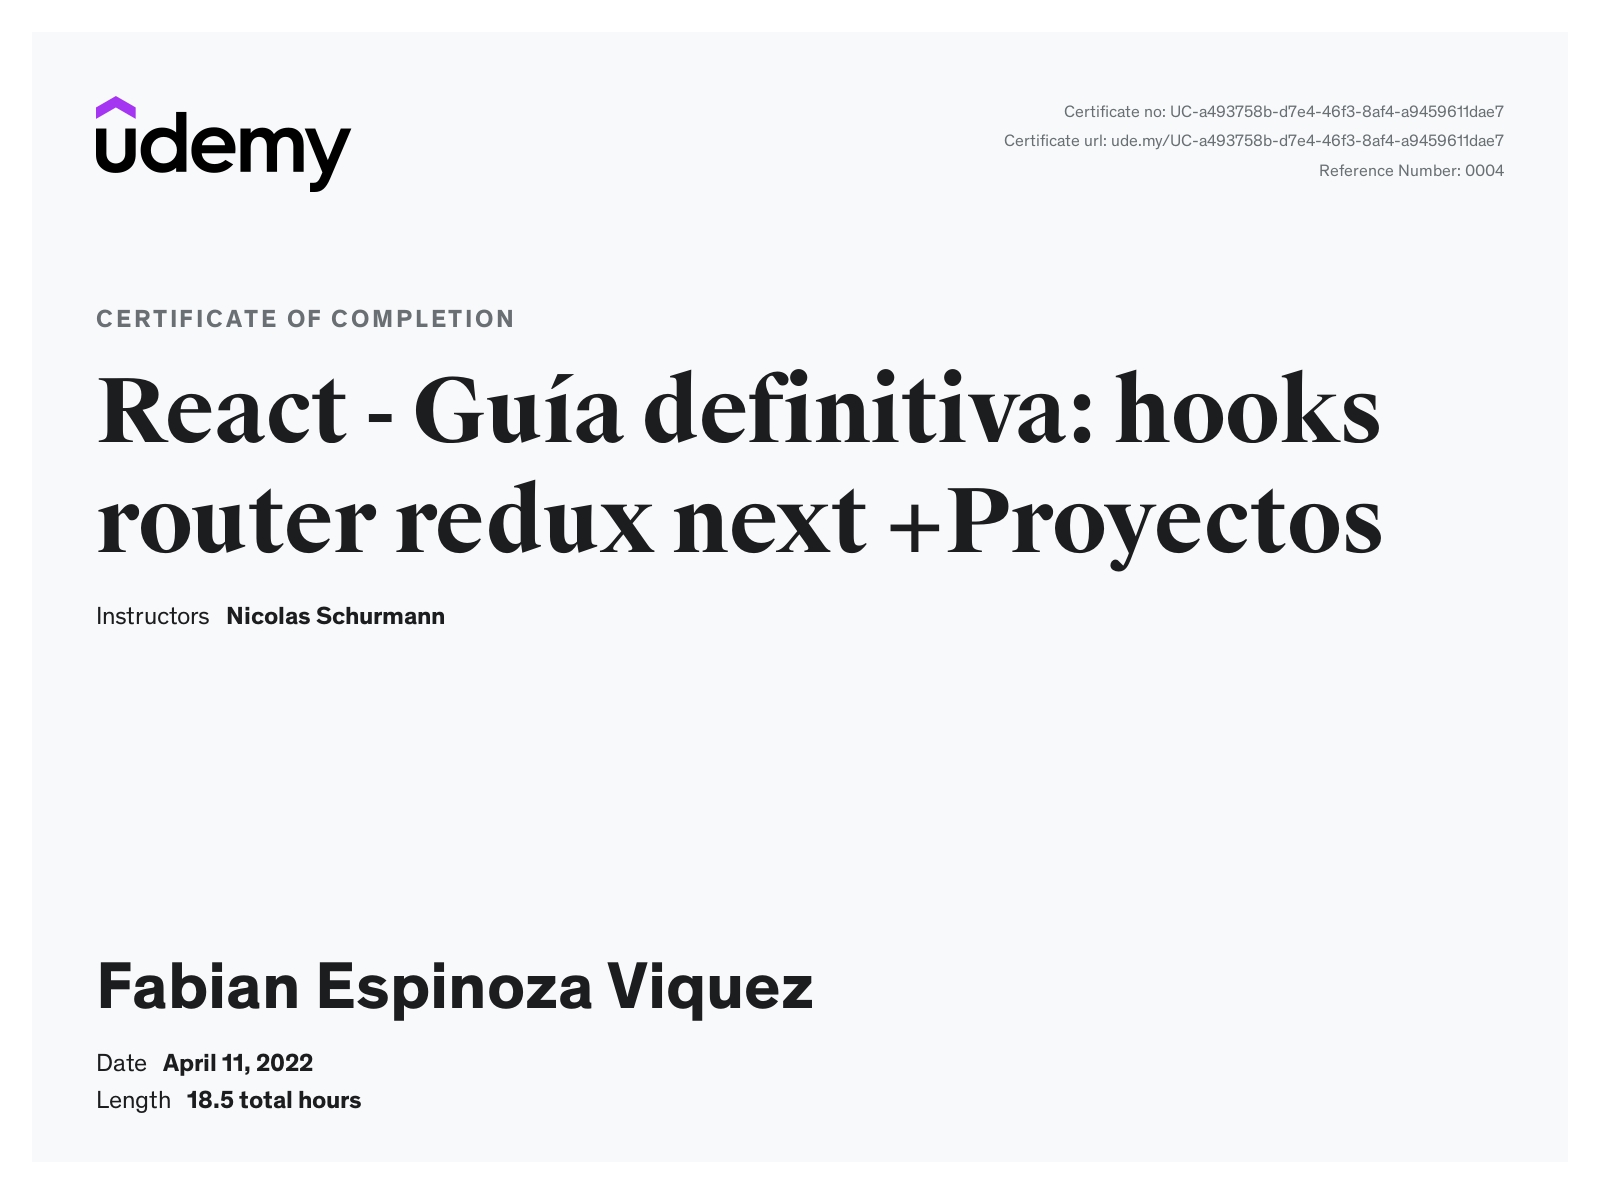 udemy
Certificate no: UC-a493758b-d7e4-46f3-8af4-a9459611dae7
Certificate url: ude.my/UC-a493758b-d7e4-46f3-8af4-a9459611dae7
Reference Number: 0004
CERTIFICATE OF COMPLETION
React - Guía definitiva: hooks
router redux next +Proyectos
Instructors Nicolas Schurmann
Fabian Espinoza Viquez
Date April 11, 2022
Length 18.5 total hours